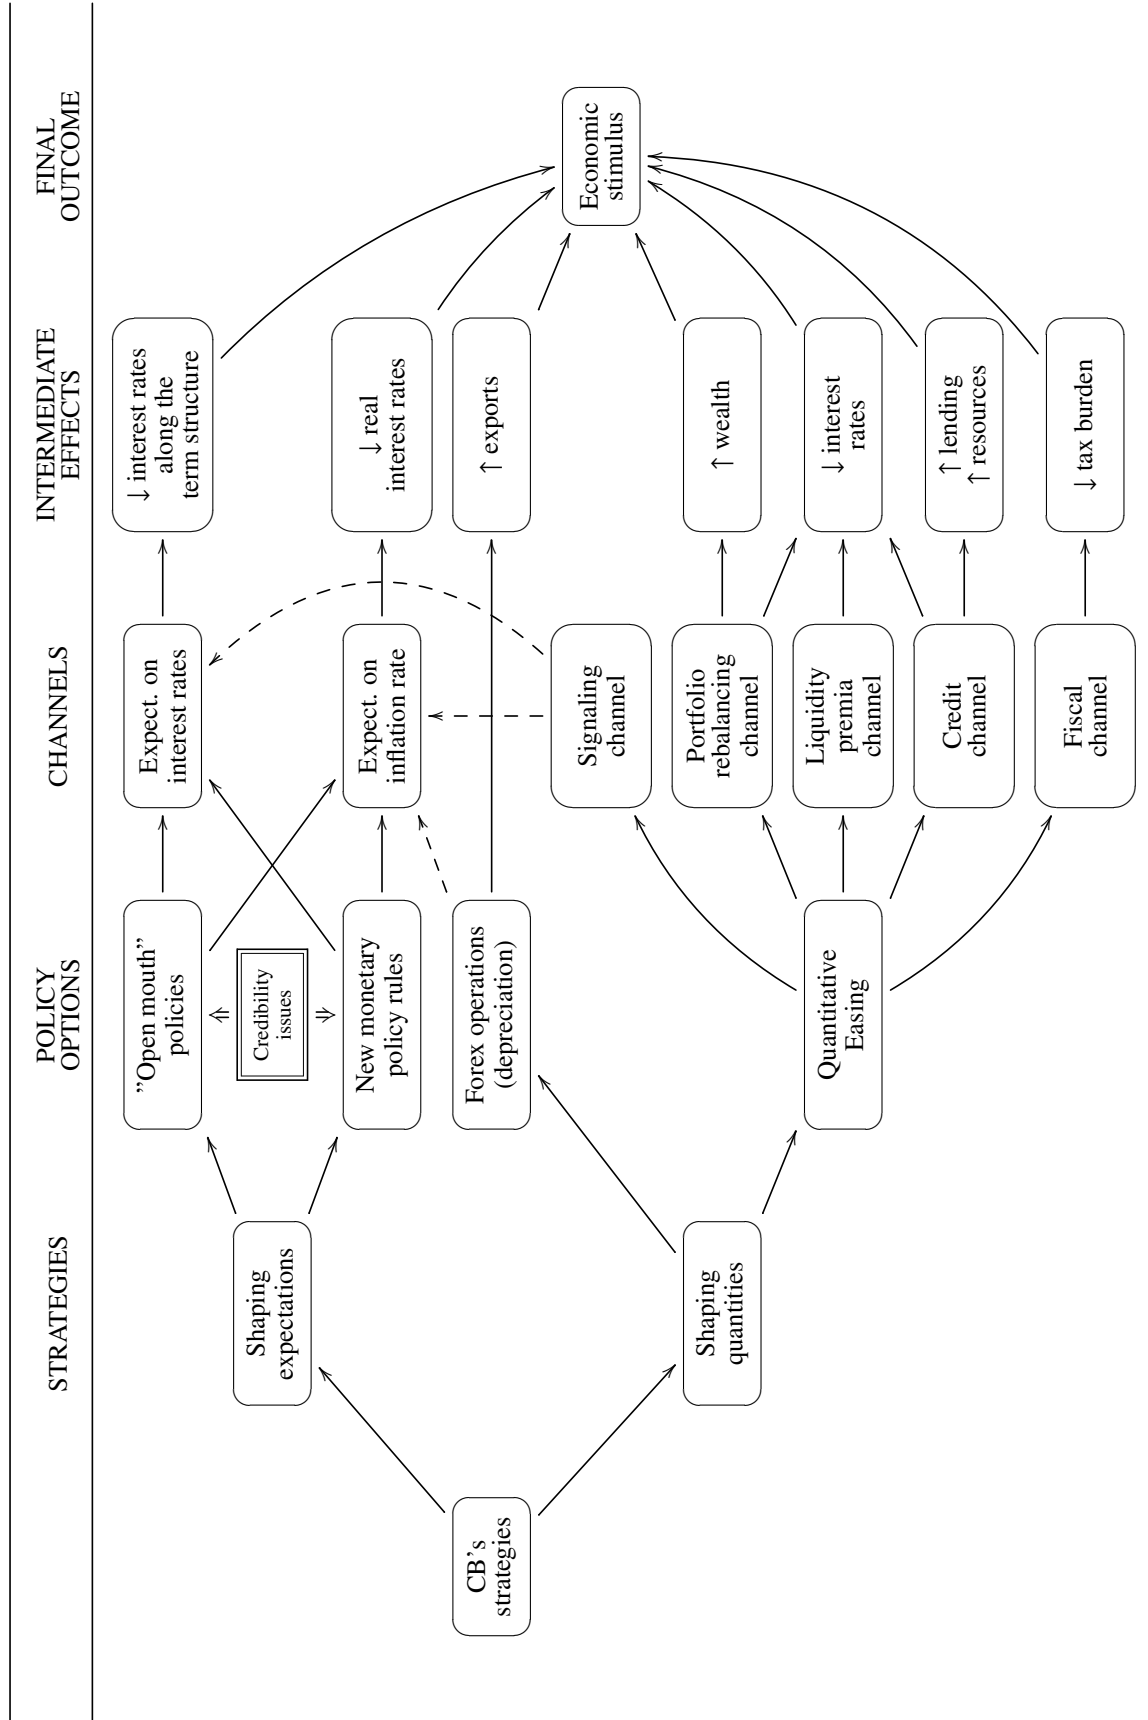 STRATEGIES
POLICY
OPTIONS
CHANNELS
INTERMEDIATE
EFFECTS
FINAL
OUTCOME
CB's
strategies
Shaping
expectations
Shaping
quantities
”Open mouth”
policies
Credibility
issues
New monetary
policy rules
Forex operations
(depreciation)
Quantitative
Easing
Expect. on
interest rates
Expect. on
inflation rate
Signaling
channel
Portfolio
rebalancing
channel
Liquidity
premia
channel
Credit
channel
Fiscal
channel
↓ interest rates
along the
term structure
↓ real
interest rates
↑ exports
↑ wealth
↓ interest
rates
↑ lending
↑ resources
↓ tax burden
Economic
stimulus